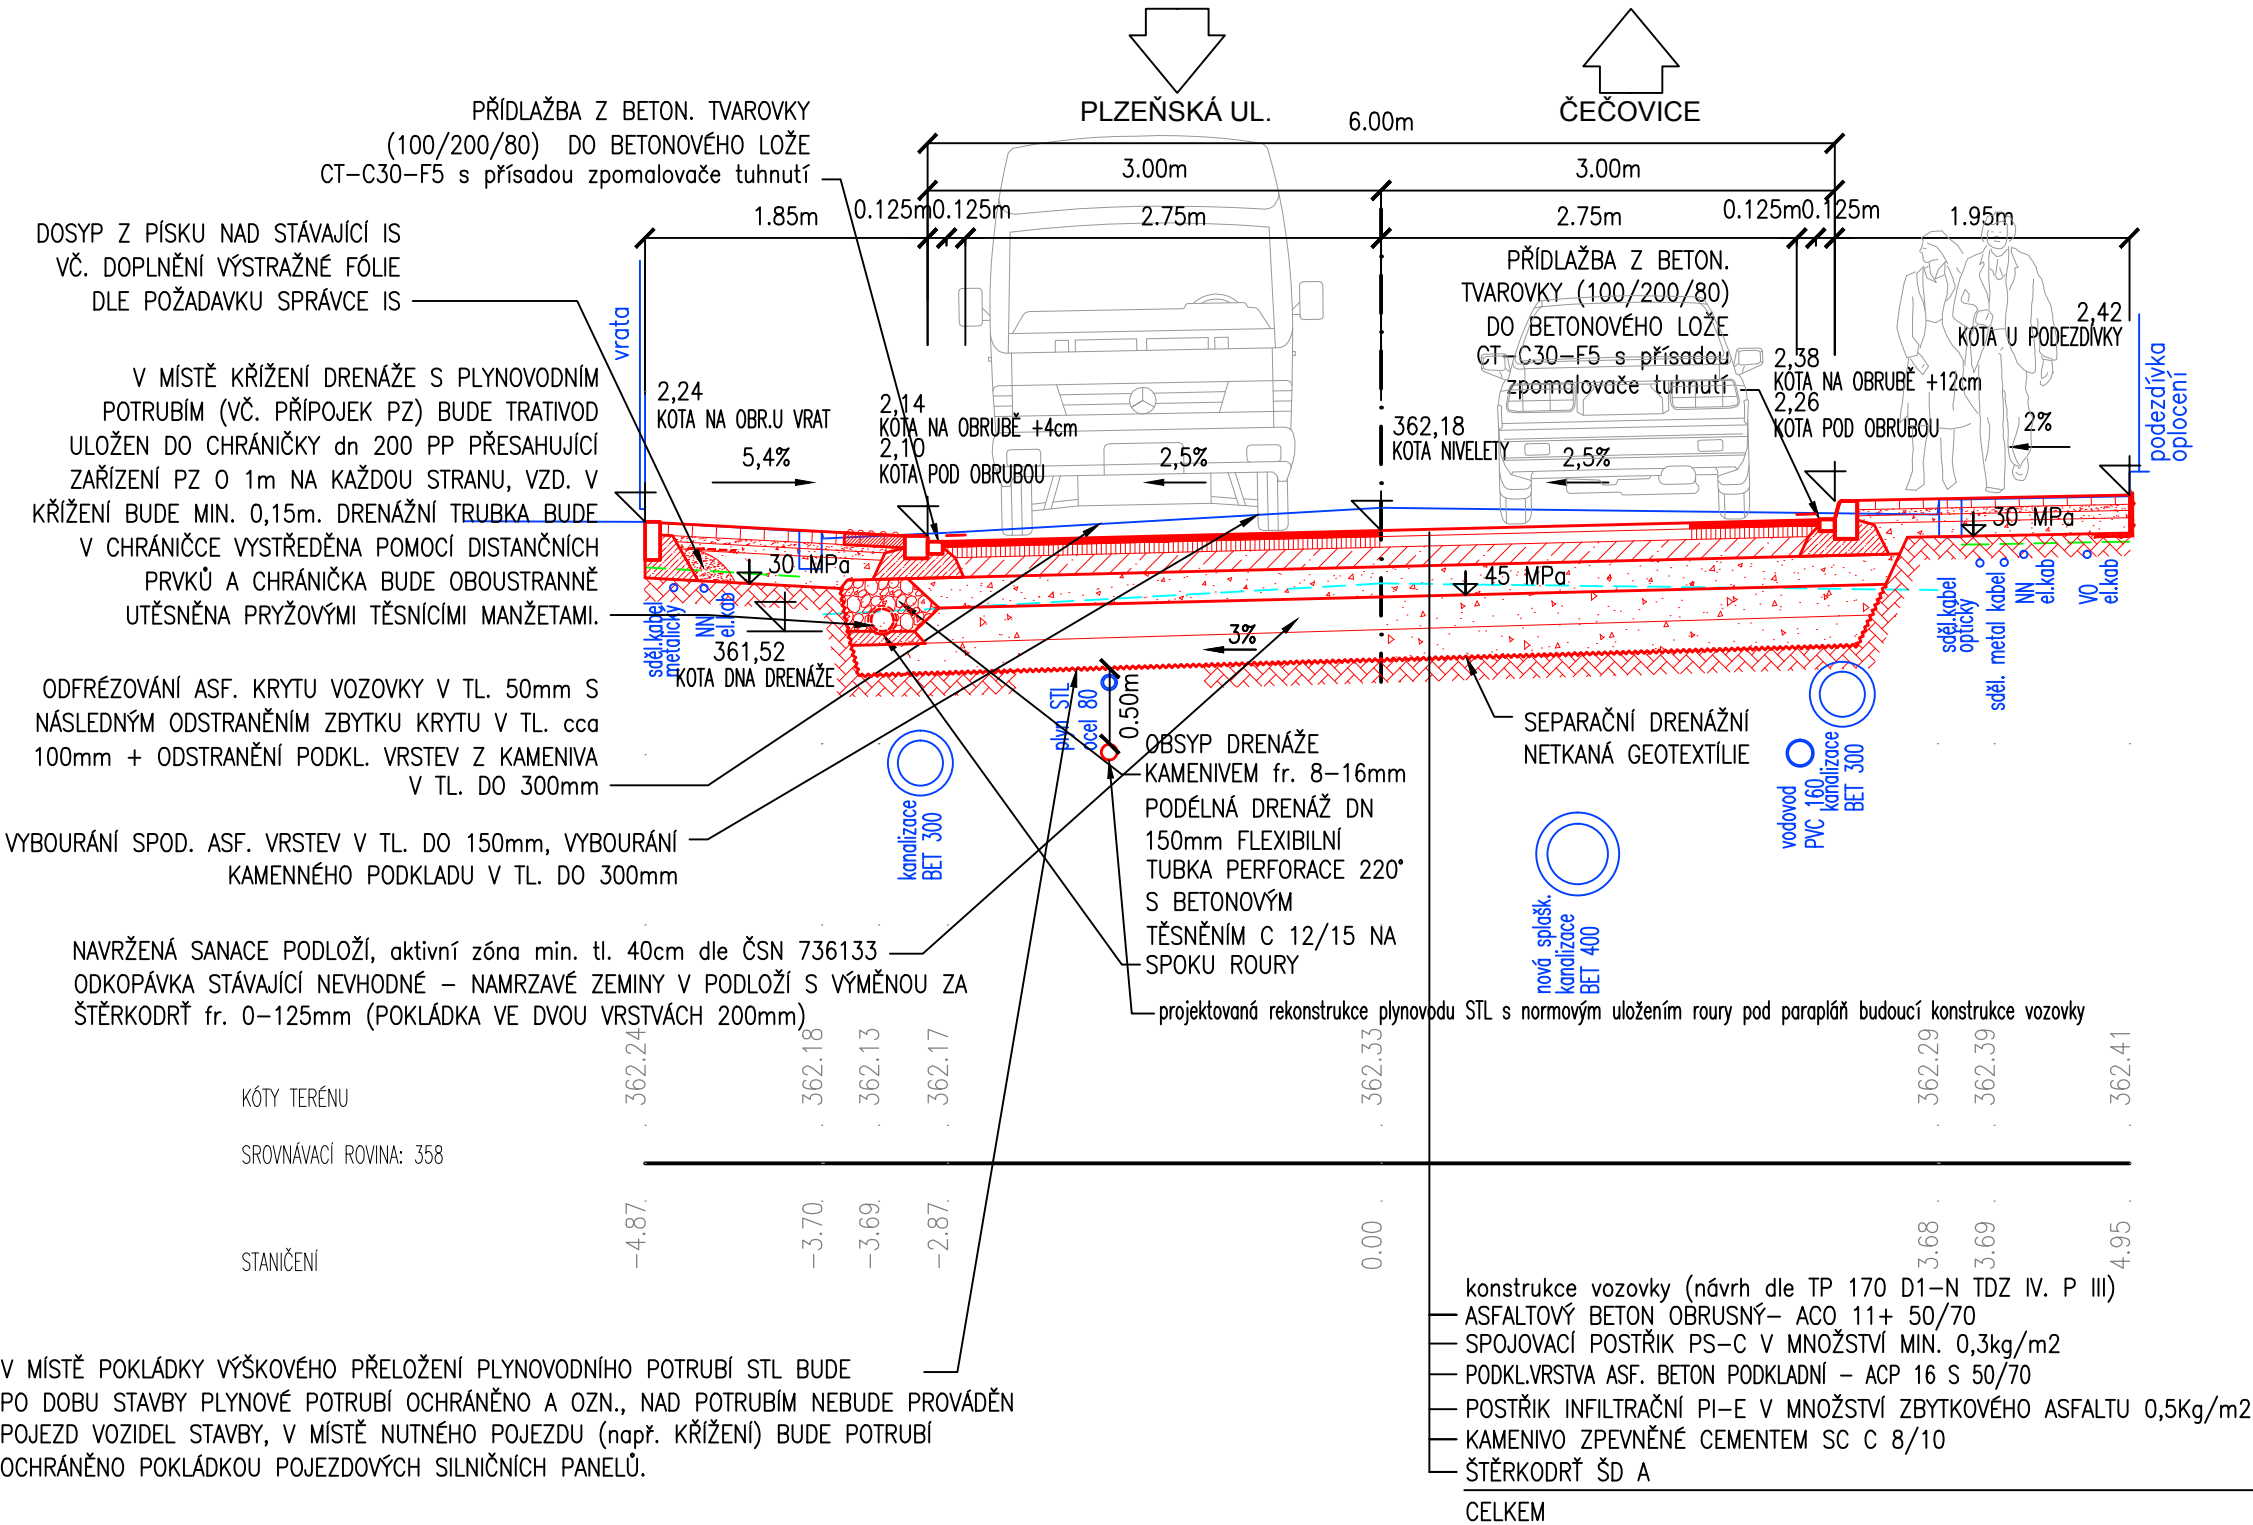 PLZEŇSKÁ UL.
ČEČOVICE
6.00m
3.00m
3.00m
1.85m
0.125m
0.125m
2.75m
2.75m
0.125m
0.125m
1.95m
PŘÍDLAŽBA Z BETON. TVAROVKY
(100/200/80) DO BETONOVÉHO LOŽE
CT-C30-F5 s přísadou zpomalovače tuhnutí
DOSYP Z PÍSKU NAD STÁVAJÍCÍ IS
VČ. DOPLNĚNÍ VÝSTRAŽNÉ FÓLIE
DLE POŽADAVKU SPRÁVCE IS
V MÍSTĚ KŘÍŽENÍ DRENÁŽE S PLYNOVODNÍM
POTRUBÍM (VČ. PŘÍPOJEK PZ) BUDE TRATIVOD
ULOŽEN DO CHRÁNIČKY dn 200 PP PŘESAHUJÍCÍ
ZAŘÍZENÍ PZ O 1m NA KAŽDOU STRANU, VZD. V
KŘÍŽENÍ BUDE MIN. 0,15m. DRENÁŽNÍ TRUBKA BUDE
V CHRÁNIČCE VYSTŘEDĚNA POMOCÍ DISTANČNÍCH
PRVKŮ A CHRÁNIČKA BUDE OBOUSTRANNĚ
UTĚSNĚNA PRYŽOVÝMI TĚSNÍCÍMI MANŽETAMI.
vrata
2,24
KOTA NA OBR.U VRAT
5,4%
2,14
KOTA NA OBRUBĚ +4cm
2,10
KOTA POD OBRUBOU
2,5%
362,18
KOTA NIVELETY
2,5%
PŘÍDLAŽBA Z BETON.
TVAROVKY (100/200/80)
DO BETONOVÉHO LOŽE
CT-C30-F5 s přísadou
zpomalovače tuhnutí
2,38
KOTA NA OBRUBĚ +12cm
2,26
KOTA POD OBRUBOU
2,42
KOTA U PODEZDÍVKY
2%
podezdívka
oplocení
30 MPa
45 MPa
30 MPa
3%
361,52
KOTA DNA DRENÁŽE
sděl.kabel
metalický
NN
el.kab
sděl.kabel
optický
sděl. metal kabel
NN
el.kab
VO
el.kab
ODFRÉZOVÁNÍ ASF. KRYTU VOZOVKY V TL. 50mm S
NÁSLEDNÝM ODSTRANĚNÍM ZBYTKU KRYTU V TL. cca
100mm + ODSTRANĚNÍ PODKL. VRSTEV Z KAMENIVA
V TL. DO 300mm
VYBOURÁNÍ SPOD. ASF. VRSTEV V TL. DO 150mm, VYBOURÁNÍ
KAMENNÉHO PODKLADU V TL. DO 300mm
kanalizace
BET 300
plyn STL
ocel 80
0.50m
OBSYP DRENÁŽE
KAMENIVEM fr. 8-16mm
PODÉLNÁ DRENÁŽ DN
150mm FLEXIBILNÍ
TUBKA PERFORACE 220°
S BETONOVÝM
TĚSNĚNÍM C 12/15 NA
SPOKU ROURY
SEPARAČNÍ DRENÁŽNÍ
NETKANÁ GEOTEXTÍLIE
nová splašk.
kanalizace
BET 400
vodovod
PVC 160
kanalizace
BET 300
NAVRŽENÁ SANACE PODLOŽÍ, aktivní zóna min. tl. 40cm dle ČSN 736133
ODKOPÁVKA STÁVAJÍCÍ NEVHODNÉ - NAMRZAVÉ ZEMINY V PODLOŽÍ S VÝMĚNOU ZA
ŠTĚRKODRŤ fr. 0-125mm (POKLÁDKA VE DVOU VRSTVÁCH 200mm)
projektovaná rekonstrukce plynovodu STL s normovým uložením roury pod parapláň budoucí konstrukce vozovky
KÓTY TERÉNU
362.24
362.18
362.13
362.17
362.33
362.29
362.39
362.41
SROVNÁVACÍ ROVINA: 358
STANIČENÍ
-4.87
-3.70
-3.69
-2.87
0.00
3.68
3.69
4.95
konstrukce vozovky (návrh dle TP 170 D1-N TDZ IV. P III)
ASFALTOVÝ BETON OBRUSNÝ- ACO 11+ 50/70
SPOJOVACÍ POSTŘIK PS-C V MNOŽSTVÍ MIN. 0,3kg/m2
PODKL.VRSTVA ASF. BETON PODKLADNÍ - ACP 16 S 50/70
POSTŘIK INFILTRAČNÍ PI-E V MNOŽSTVÍ ZBYTKOVÉHO ASFALTU 0,5Kg/m2
KAMENIVO ZPEVNĚNÉ CEMENTEM SC C 8/10
ŠTĚRKODRŤ ŠD A
CELKEM
V MÍSTĚ POKLÁDKY VÝŠKOVÉHO PŘELOŽENÍ PLYNOVODNÍHO POTRUBÍ STL BUDE
PO DOBU STAVBY PLYNOVÉ POTRUBÍ OCHRÁNĚNO A OZN., NAD POTRUBÍM NEBUDE PROVÁDĚN
POJEZD VOZIDEL STAVBY, V MÍSTĚ NUTNÉHO POJEZDU (např. KŘÍŽENÍ) BUDE POTRUBÍ
OCHRÁNĚNO POKLÁDKOU POJEZDOVÝCH SILNIČNÍCH PANELŮ.